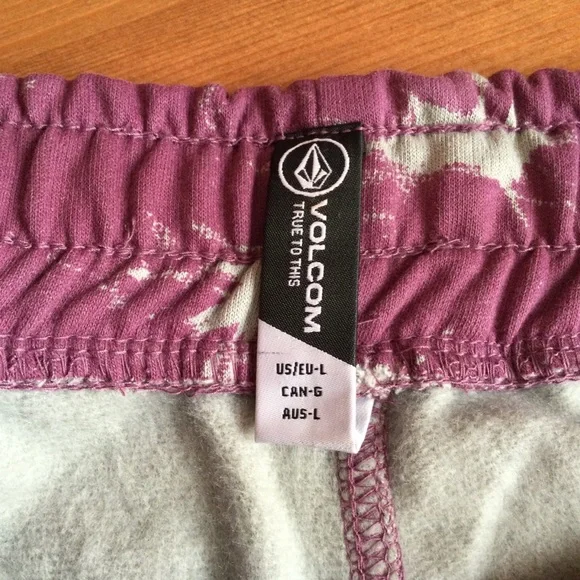 VOLCOM
TRUE TO THIS
US/EU-L
CAN-G
AUS-L